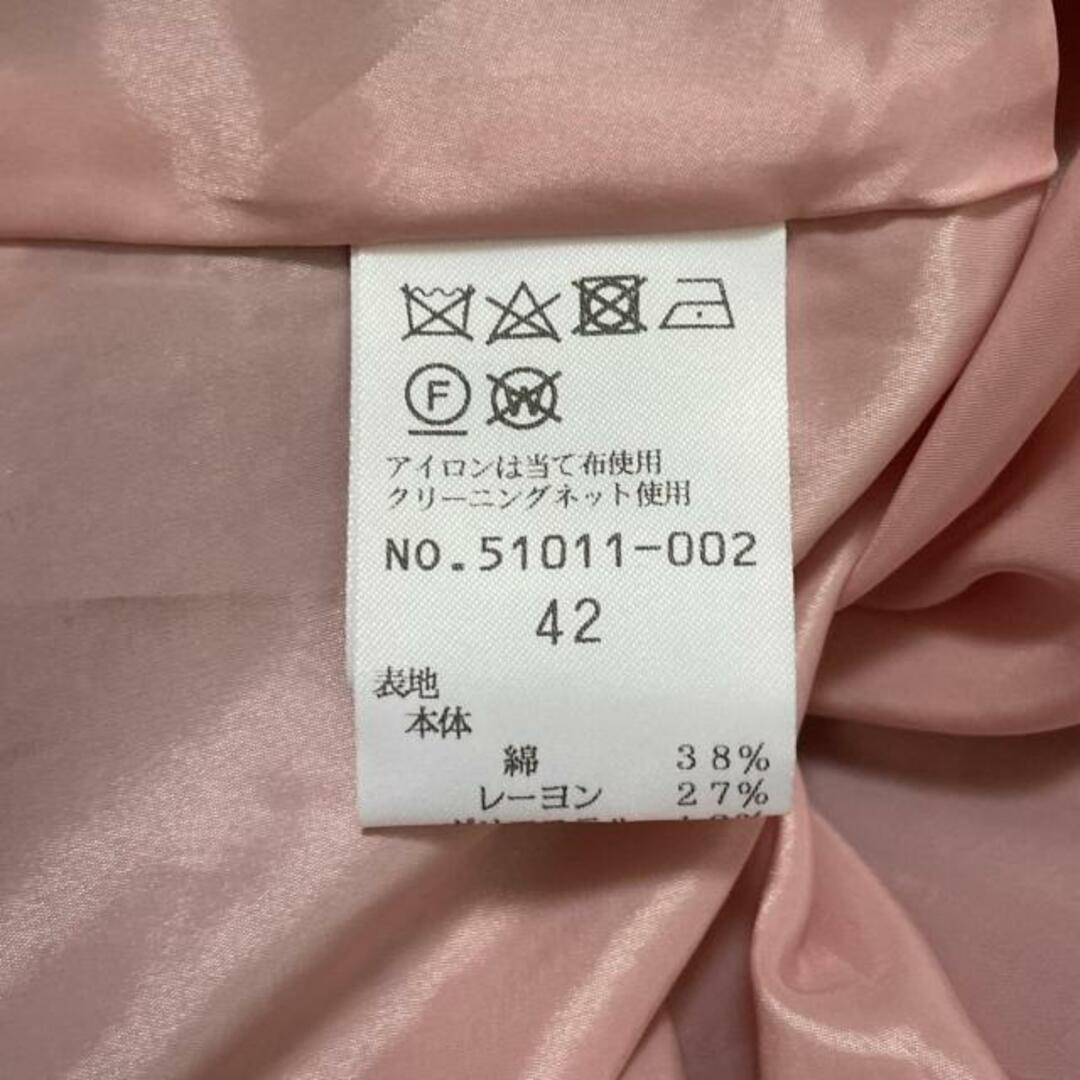 F W
アイロンは当て布使用
クリーニングネット使用
NO.51011-002
42
表地
本体
綿 38%
レーヨン 27%